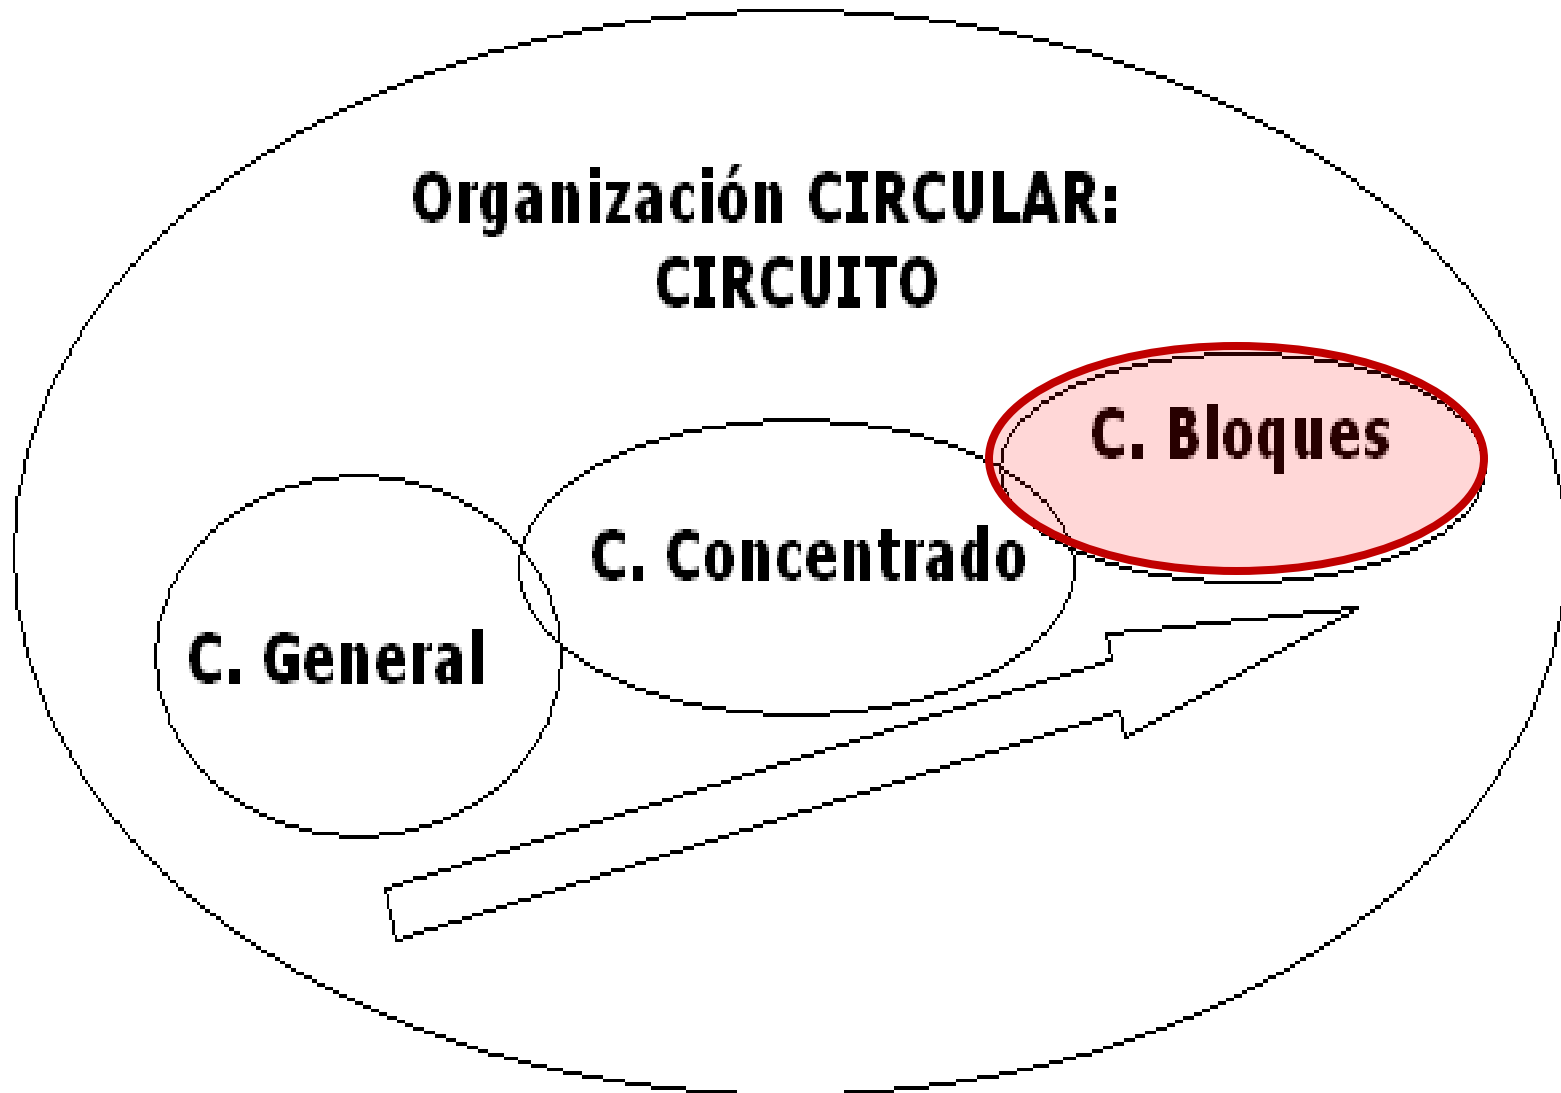 Organización CIRCULAR:
CIRCUITO
C. Bloques
C. Concentrado
C. General